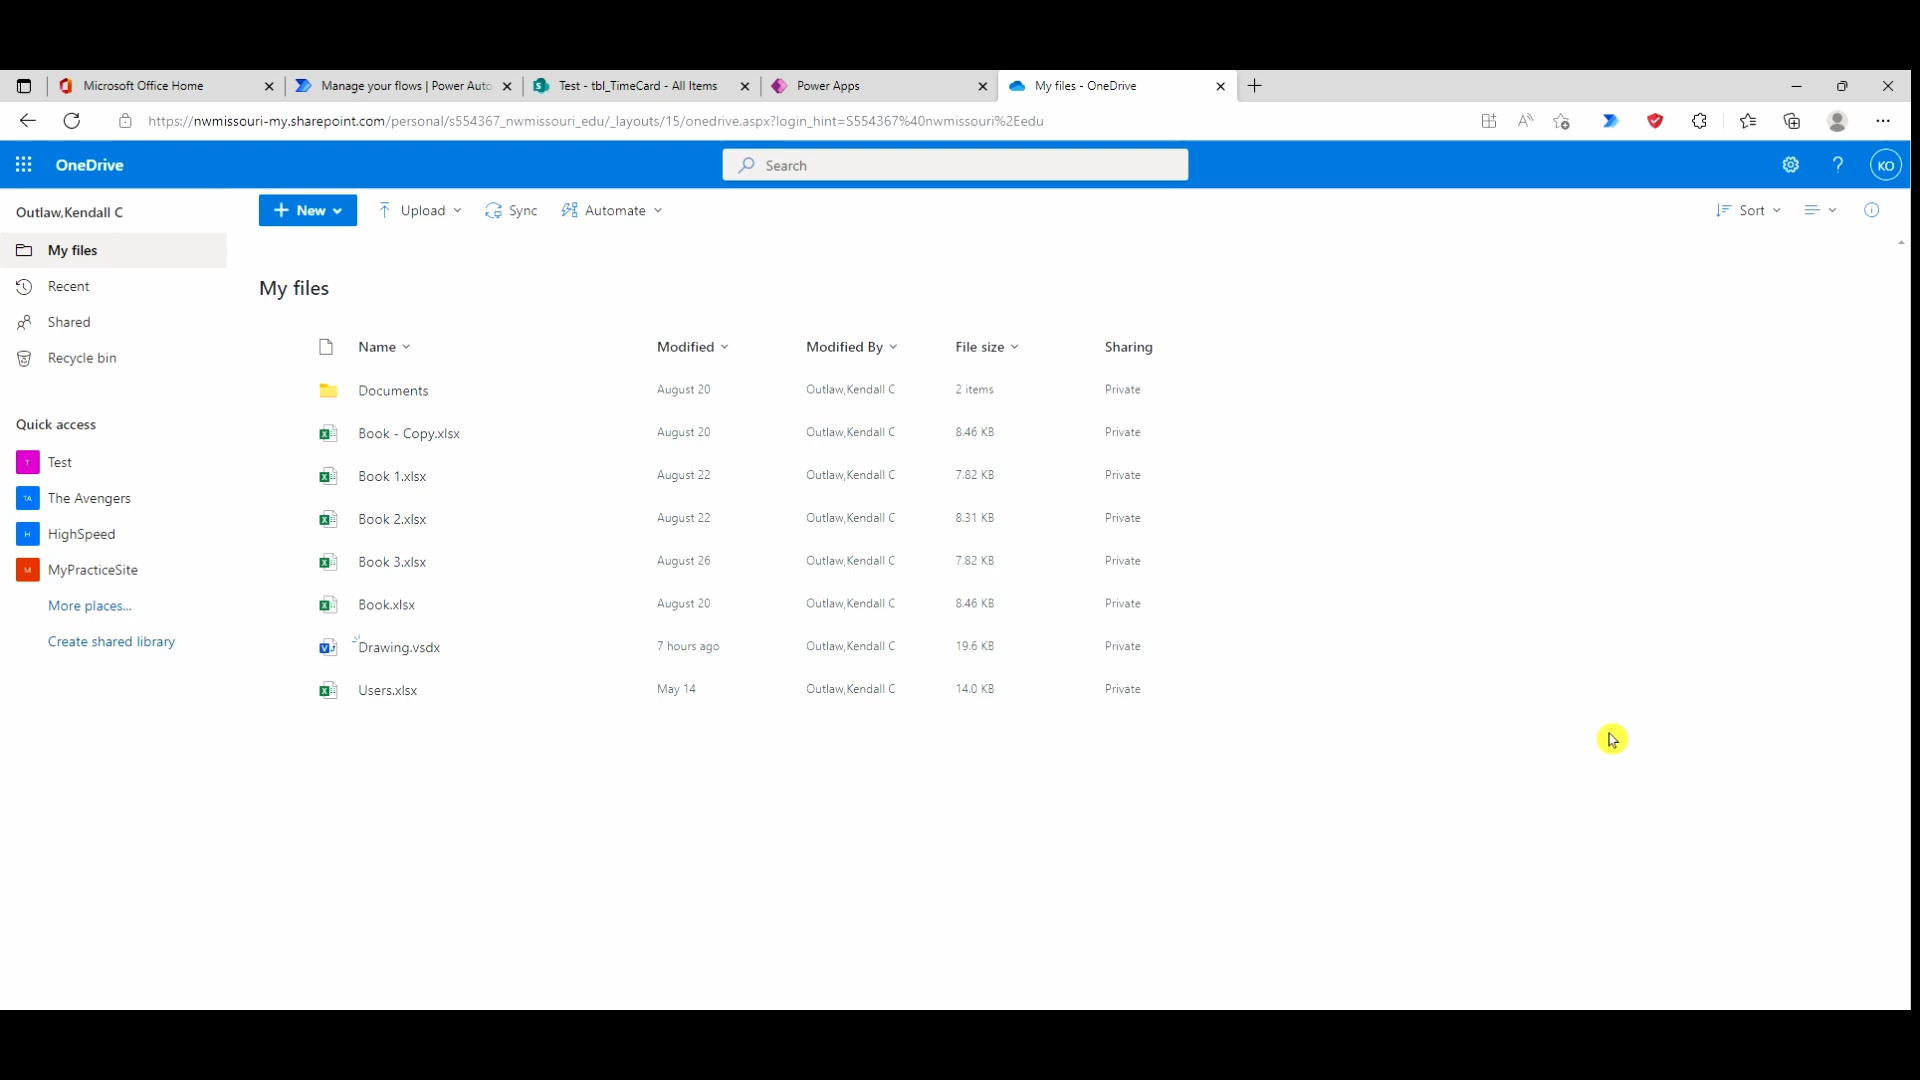 Microsoft Office Home
Manage your flows | Power Auto
Test - tbl_TimeCard - All Items
Power Apps
My files - OneDrive
https://nwmissouri-my.sharepoint.com/personal/s554367_nwmissouri_edu/_layouts/15/onedrive.aspx?login_hint=S554367%40nwmissouri%2Eedu
OneDrive
Search
KO
Outlaw,Kendall C
New
Upload
Sync
Automate
Sort
My files
Recent
Shared
Recycle bin
Quick access
T Test
TA The Avengers
H HighSpeed
M MyPracticeSite
More places...
Create shared library
My files
Name Modified Modified By File size Sharing
Documents August 20 Outlaw,Kendall C 2 items Private
Book - Copy.xlsx August 20 Outlaw,Kendall C 8.46 KB Private
Book 1.xlsx August 22 Outlaw,Kendall C 7.82 KB Private
Book 2.xlsx August 22 Outlaw,Kendall C 8.31 KB Private
Book 3.xlsx August 26 Outlaw,Kendall C 7.82 KB Private
Book.xlsx August 20 Outlaw,Kendall C 8.46 KB Private
Drawing.vsdx 7 hours ago Outlaw,Kendall C 19.6 KB Private
Users.xlsx May 14 Outlaw,Kendall C 14.0 KB Private